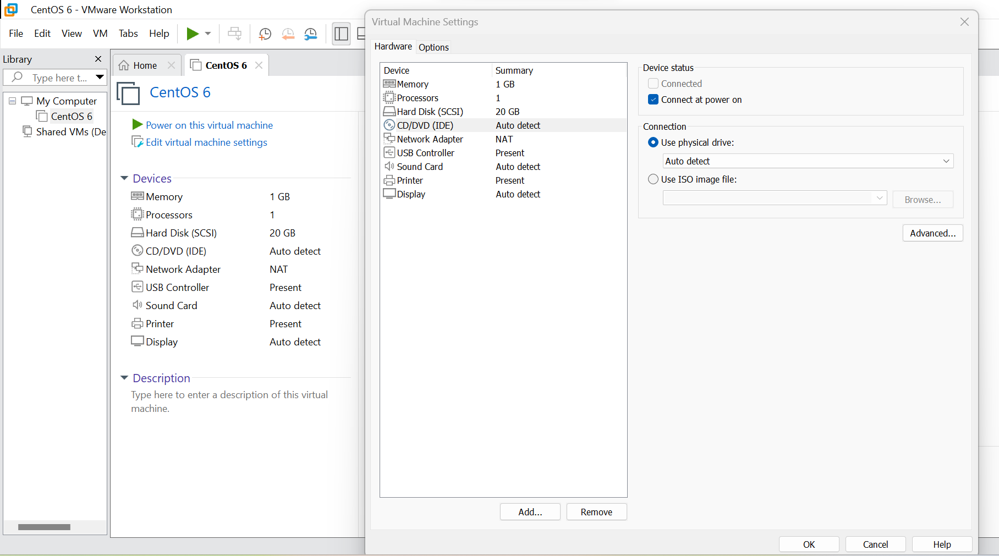 CentOS 6 - VMware Workstation
File Edit View VM Tabs Help
Library
Type here t...
My Computer
CentOS 6
Shared VMs (De
Home
CentOS 6
CentOS 6
Power on this virtual machine
Edit virtual machine settings
Devices
Memory 1 GB
Processors 1
Hard Disk (SCSI) 20 GB
CD/DVD (IDE) Auto detect
Network Adapter NAT
USB Controller Present
Sound Card Auto detect
Printer Present
Display Auto detect
Description
Type here to enter a description of this virtual
machine.
Virtual Machine Settings
Hardware Options
Device Summary
Memory 1 GB
Processors 1
Hard Disk (SCSI) 20 GB
CD/DVD (IDE) Auto detect
Network Adapter NAT
USB Controller Present
Sound Card Auto detect
Printer Present
Display Auto detect
Add... Remove
Device status
Connected
Connect at power on
Connection
Use physical drive:
Auto detect
Use ISO image file:
Browse...
Advanced...
OK Cancel Help